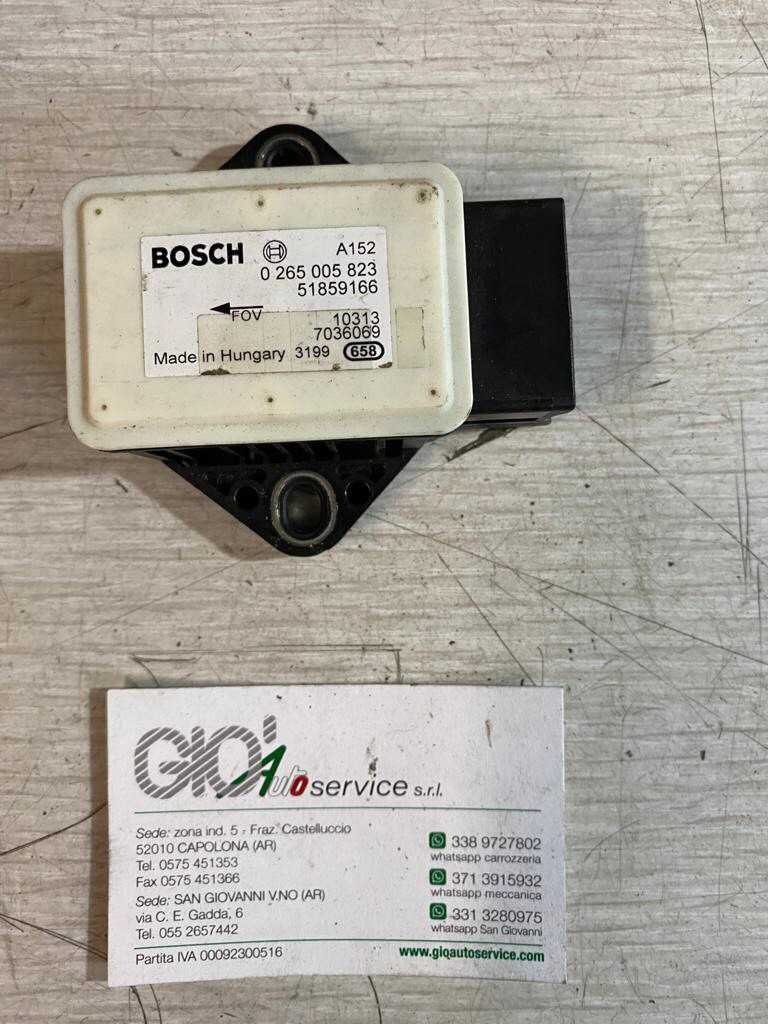 BOSCH A152
0 265 005 823
51859166
FOV 10313
7036069
Made in Hungary 3199 658
GIO' Auto service s.r.l.
Sede: zona ind. 5 - Fraz. Castelluccio
52010 CAPOLONA (AR)
Tel. 0575 451353
Fax 0575 451366
Sede: SAN GIOVANNI V.NO (AR)
via C. E. Gadda, 6
Tel. 055 2657442
Partita IVA 00092300516
338 9727802
whatsapp carrozzeria
371 3915932
whatsapp meccanica
331 3280975
whatsapp San Giovanni
www.gioautoservice.com